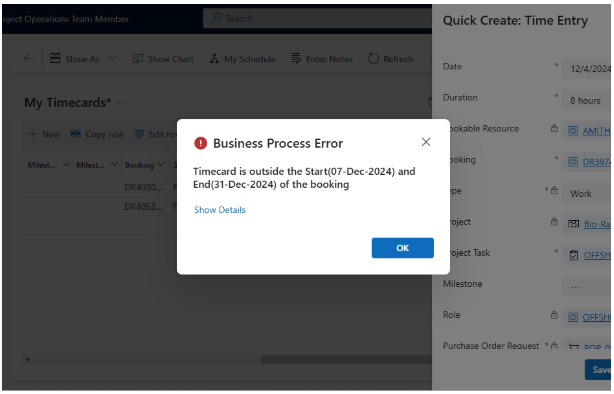 oject Operations Team Member
Search
Quick Create: Time Entry
Show As
Show Chart
My Schedule
Enter Notes
Refresh
Date *
12/4/2024
My Timecards*
Duration *
8 hours
New
Copy row
Edit row
Business Process Error
ookable Resource
AMITH
Milest...
Milest...
Booking
Timecard is outside the Start(07-Dec-2024) and
End(31-Dec-2024) of the booking
ooking *
DR3974
DR4030...
ype *
Work
DR4053...
Show Details
roject
Bio-Ra
OK
roject Task *
OFFSH
Milestone
---
Role
OFFSH
Purchase Order Request *
Save